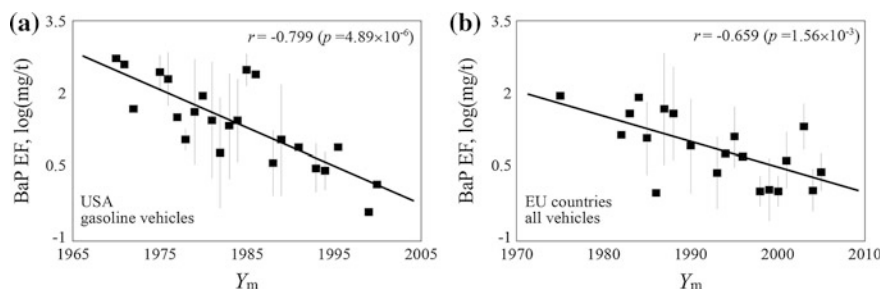 (a)
r = -0.799 (p =4.89×10⁻⁶)
BaP EF, log(mg/t)
3.5
2
0.5
-1
USA
gasoline vehicles
1965
1975
1985
1995
2005
Yₘ
(b)
r = -0.659 (p =1.56×10⁻³)
BaP EF, log(mg/t)
3.5
2
0.5
-1
EU countries
all vehicles
1970
1980
1990
2000
2010
Yₘ